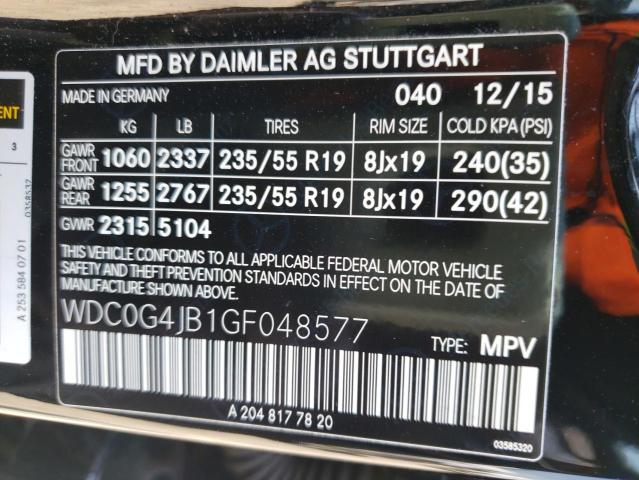 MFD BY DAIMLER AG STUTTGART
MADE IN GERMANY 040 12/15
KG LB TIRES RIM SIZE COLD KPA(PSI)
GAWR FRONT 1060 2337 235/55 R19 8Jx19 240(35)
GAWR REAR 1255 2767 235/55 R19 8Jx19 290(42)
GVWR 2315 5104
THIS VEHICLE CONFORMS TO ALL APPLICABLE FEDERAL MOTOR VEHICLE
SAFETY AND THEFT PREVENTION STANDARDS IN EFFECT ON THE DATE OF
MANUFACTURE SHOWN ABOVE.
WDC0G4JB1GF048577
TYPE: MPV
A 204 817 78 20
03585320
3
A 253 584 07 01